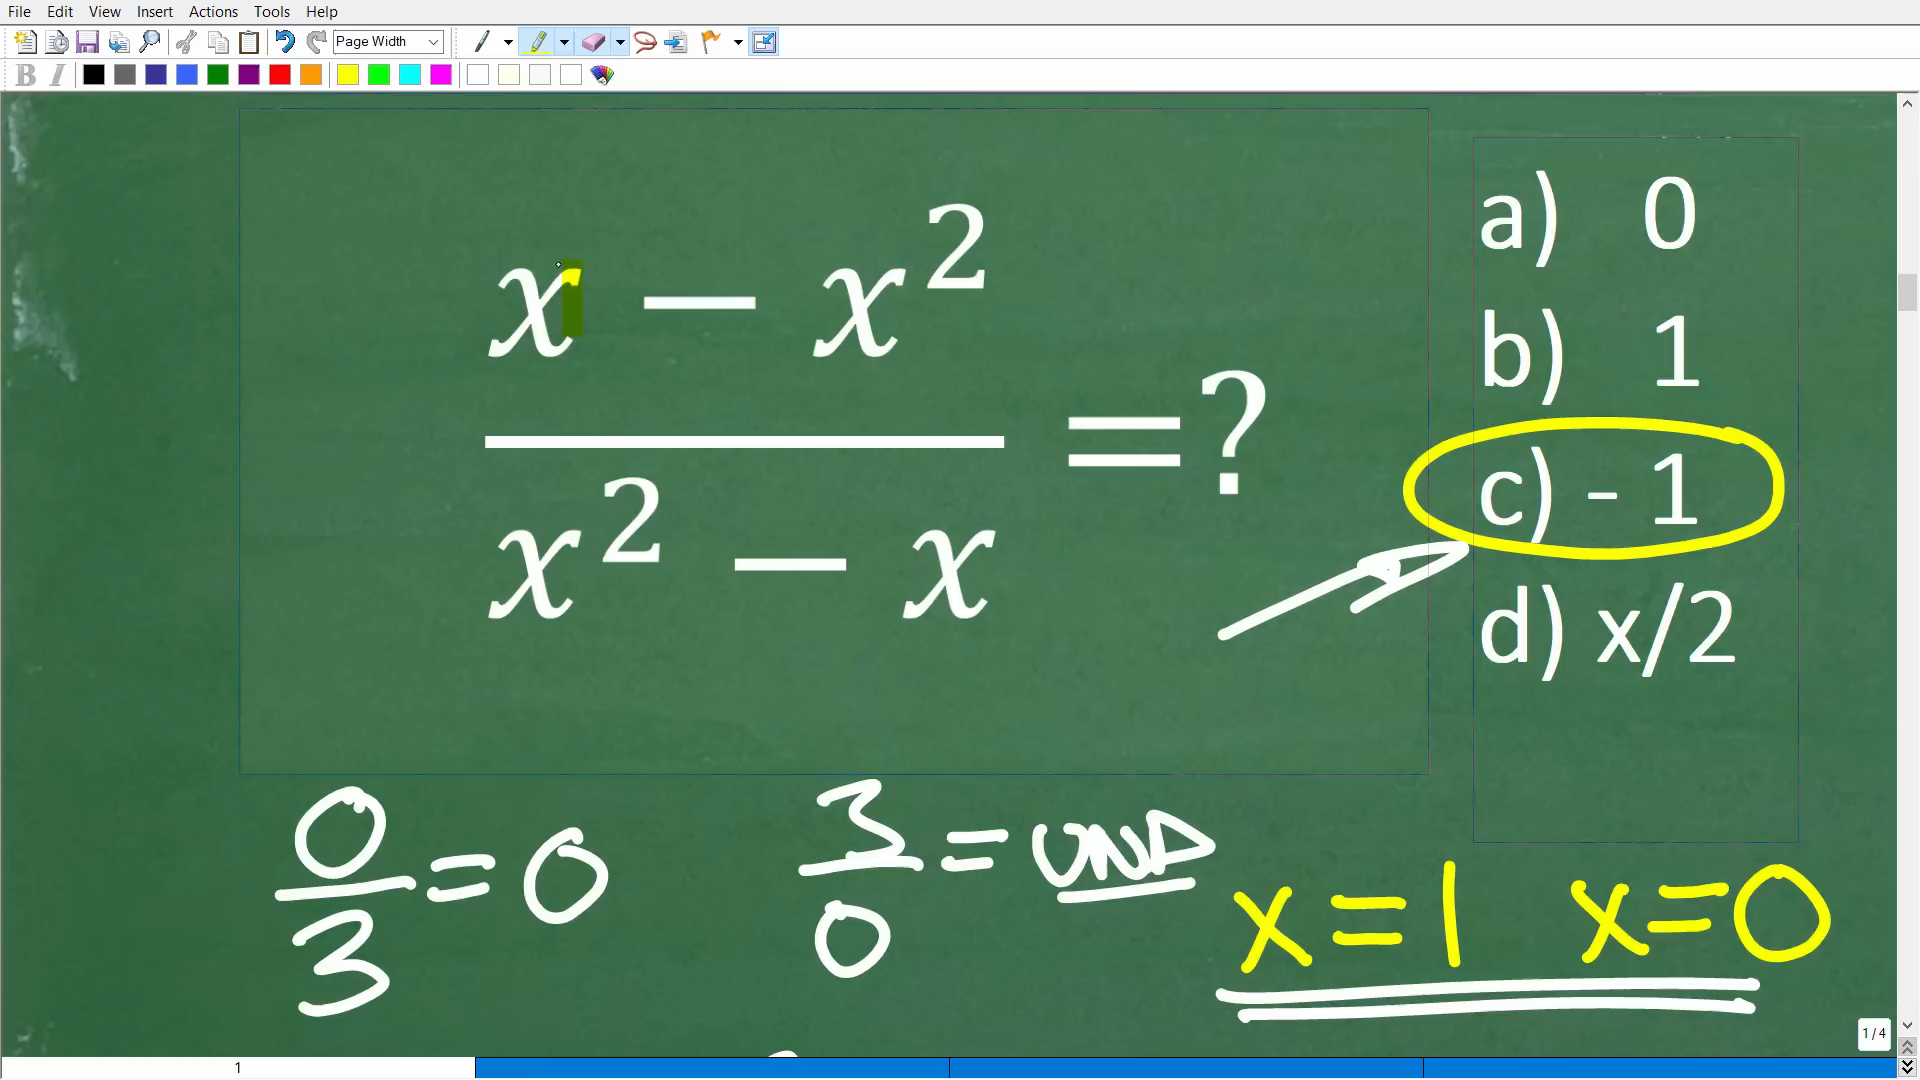 File Edit View Insert Actions Tools Help
Page Width
B I
x − x² / x² − x = ?
a) 0
b) 1
c) - 1
d) x/2
0/3 = 0
3/0 = UND
x = 1 x = 0
1 / 4
1